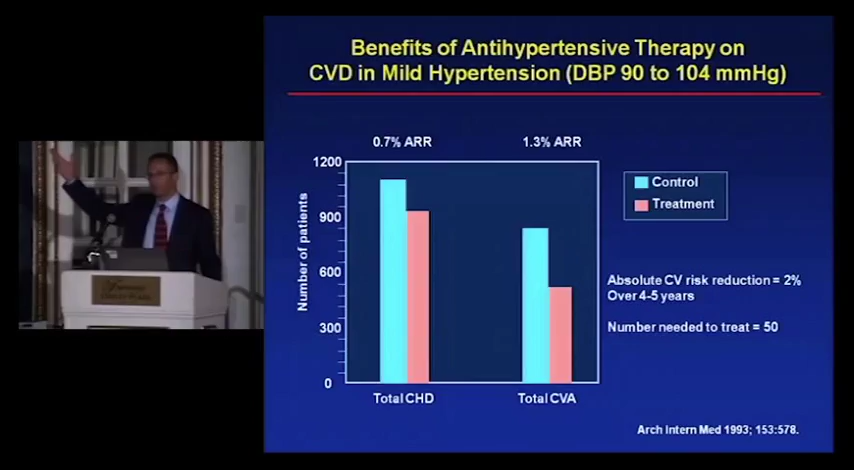 Benefits of Antihypertensive Therapy on
CVD in Mild Hypertension (DBP 90 to 104 mmHg)
0.7% ARR
1.3% ARR
1200
900
600
300
0
Number of patients
Total CHD
Total CVA
Control
Treatment
Absolute CV risk reduction = 2%
Over 4-5 years
Number needed to treat = 50
Arch Intern Med 1993; 153:578.